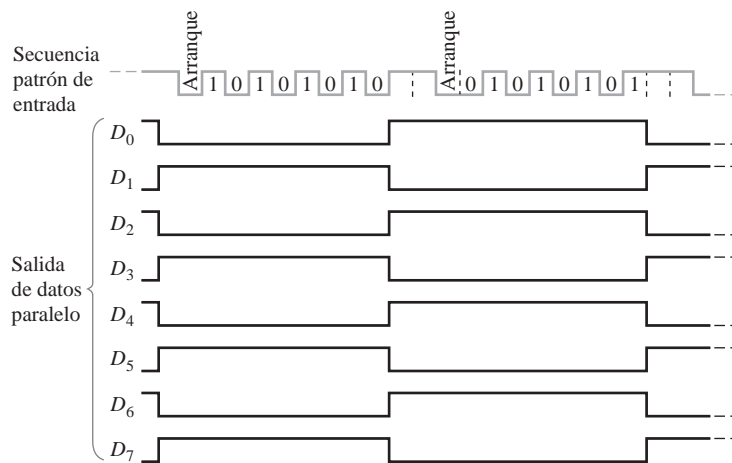 Secuencia
patrón de
entrada
Arranque
1 0 1 0 1 0 1 0
Arranque
0 1 0 1 0 1 0 1
Salida
de datos
paralelo
D0
D1
D2
D3
D4
D5
D6
D7